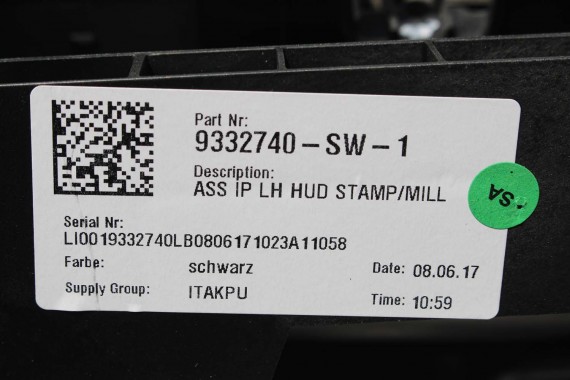 Part Nr:
9332740-SW-1
Description:
ASS IP LH HUD STAMP/MILL
Serial Nr:
LI0019332740LB0806171023A11058
Farbe: schwarz Date: 08.06.17
Supply Group: ITAKPU Time: 10:59
SA